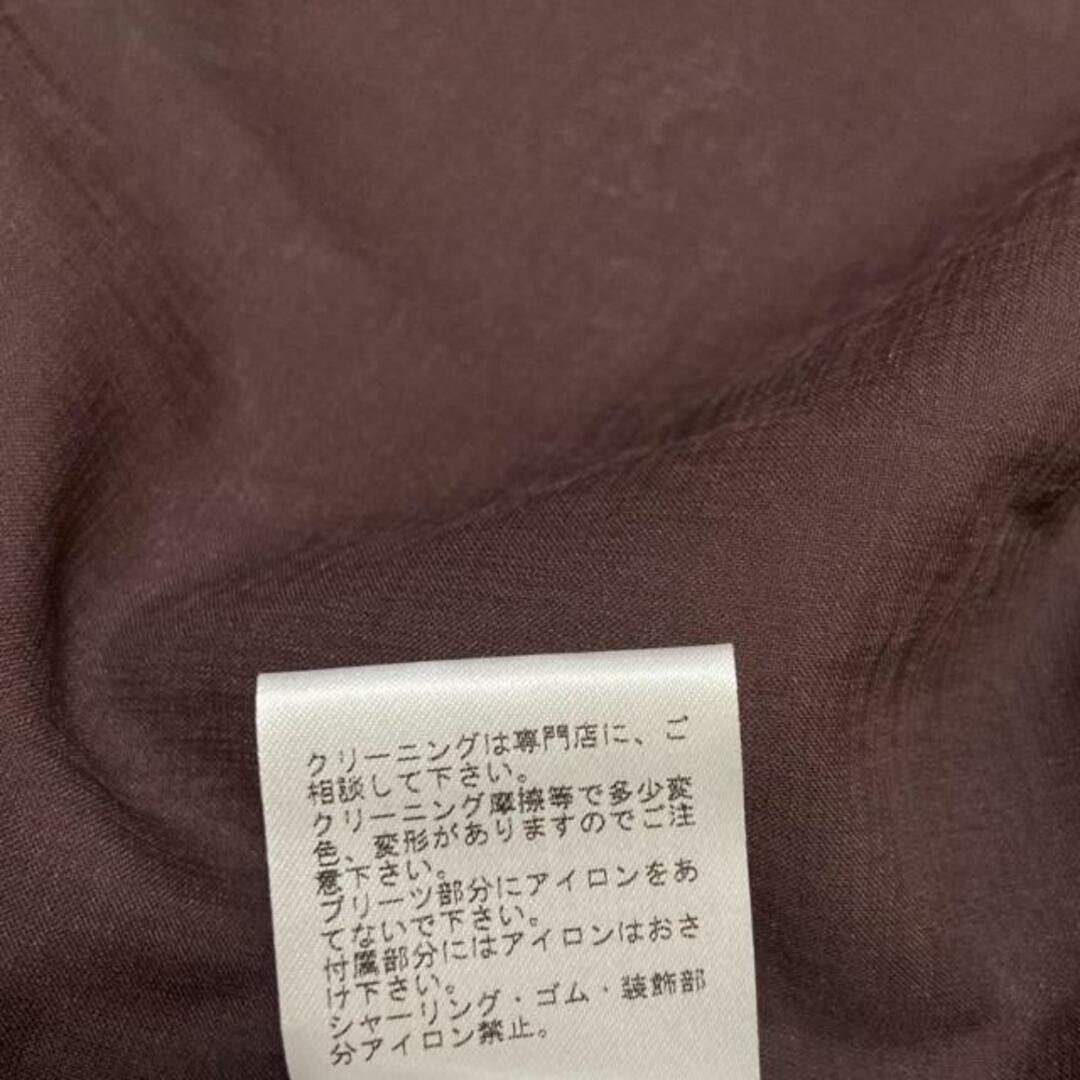 クリーニングは専門店に、ご
相談して下さい。
クリーニング摩擦等で多少変
色、変形がありますのでご注
意下さい。
プリーツ部分にアイロンをあ
てないで下さい。
付属部分にはアイロンはおさ
け下さい。
シャーリング・ゴム・装飾部
分アイロン禁止。